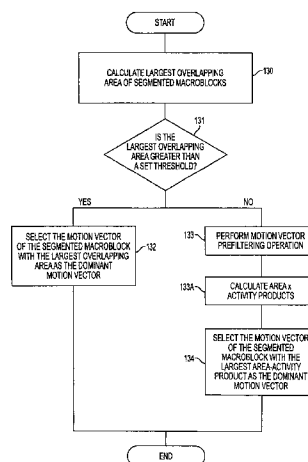 START
CALCULATE LARGEST OVERLAPPING
AREA OF SEGMENTED MACROBLOCKS
130
131
IS THE
LARGEST OVERLAPPING
AREA GREATER THAN
A SET THRESHOLD?
YES
NO
SELECT THE MOTION VECTOR
OF THE SEGMENTED MACROBLOCK
WITH THE LARGEST OVERLAPPING
AREA AS THE DOMINANT
MOTION VECTOR
132
133
PERFORM MOTION VECTOR
PREFILTERING OPERATION
133A
CALCULATE AREA x
ACTIVITY PRODUCTS
134
SELECT THE MOTION VECTOR
OF THE SEGMENTED
MACROBLOCK WITH THE
LARGEST AREA-ACTIVITY
PRODUCT AS THE DOMINANT
MOTION VECTOR
END